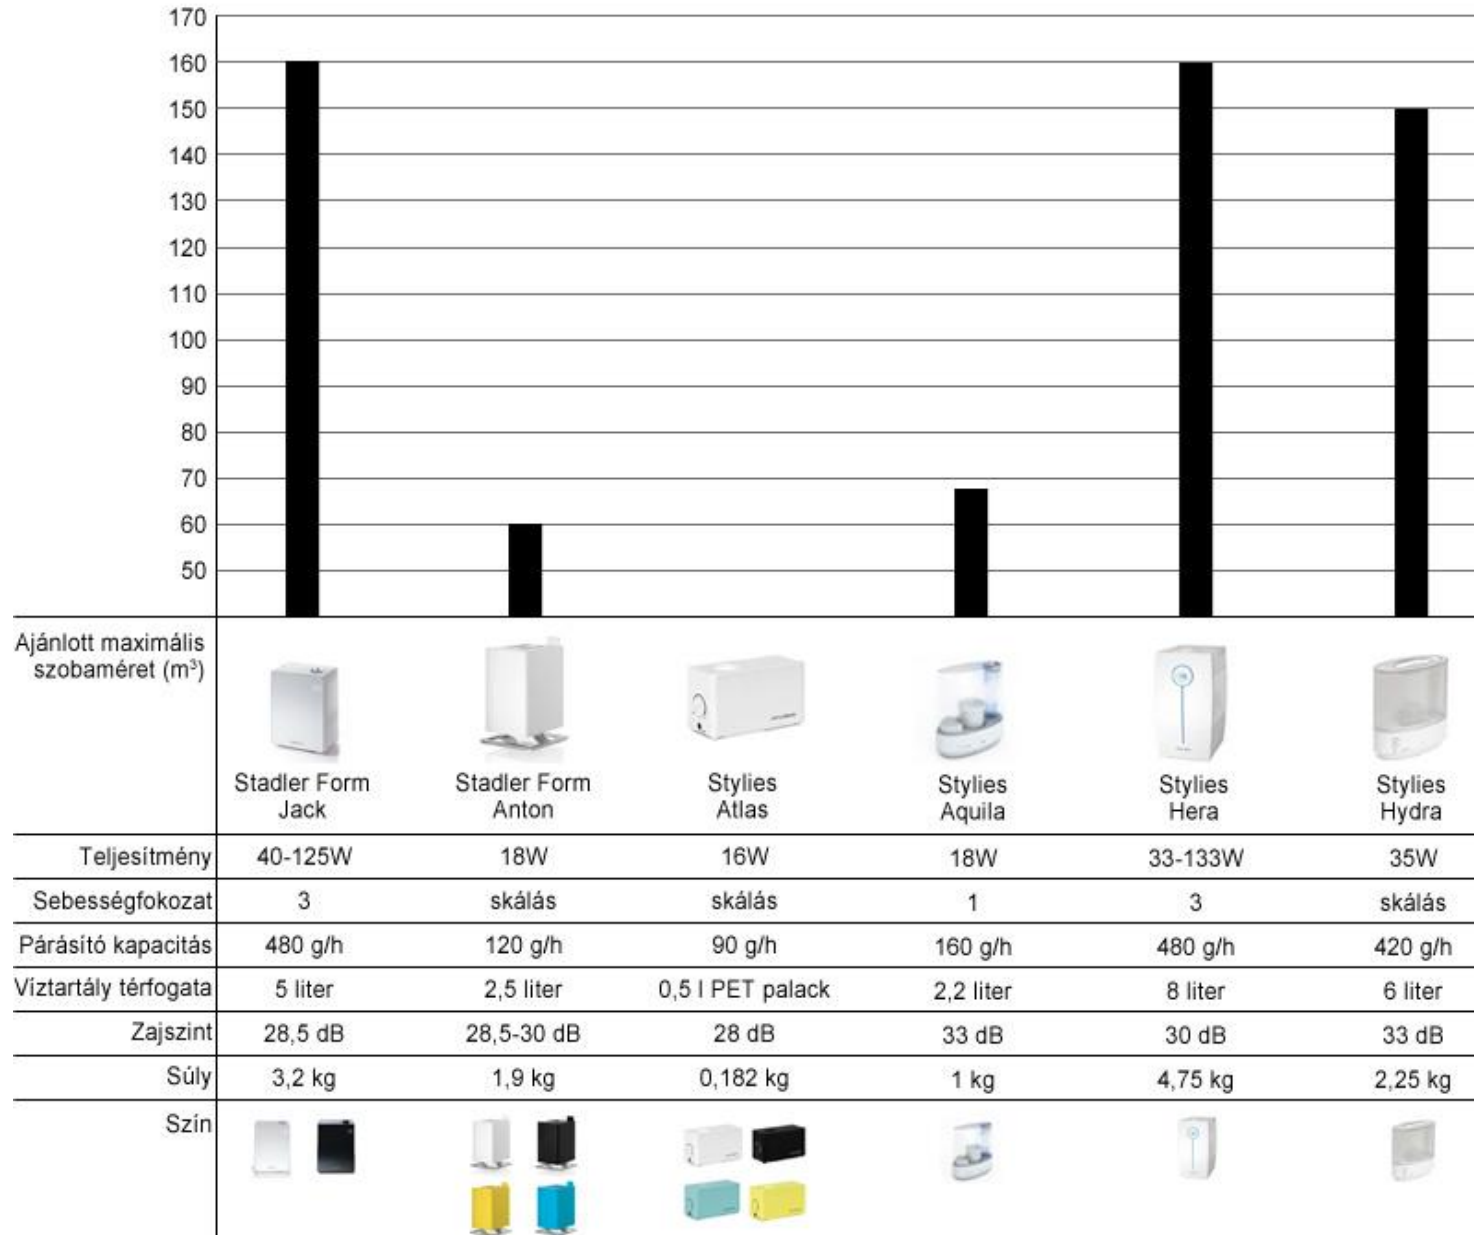 170
160
150
140
130
120
110
100
90
80
70
60
50
Ajánlott maximális
szobaméret (m³)
Stadler Form
Jack
Stadler Form
Anton
Stylies
Atlas
Stylies
Aquila
Stylies
Hera
Stylies
Hydra
Teljesítmény 40-125W 18W 16W 18W 33-133W 35W
Sebességfokozat 3 skálás skálás 1 3 skálás
Párásító kapacitás 480 g/h 120 g/h 90 g/h 160 g/h 480 g/h 420 g/h
Víztartály térfogata 5 liter 2,5 liter 0,5 l PET palack 2,2 liter 8 liter 6 liter
Zajszint 28,5 dB 28,5-30 dB 28 dB 33 dB 30 dB 33 dB
Súly 3,2 kg 1,9 kg 0,182 kg 1 kg 4,75 kg 2,25 kg
Szín